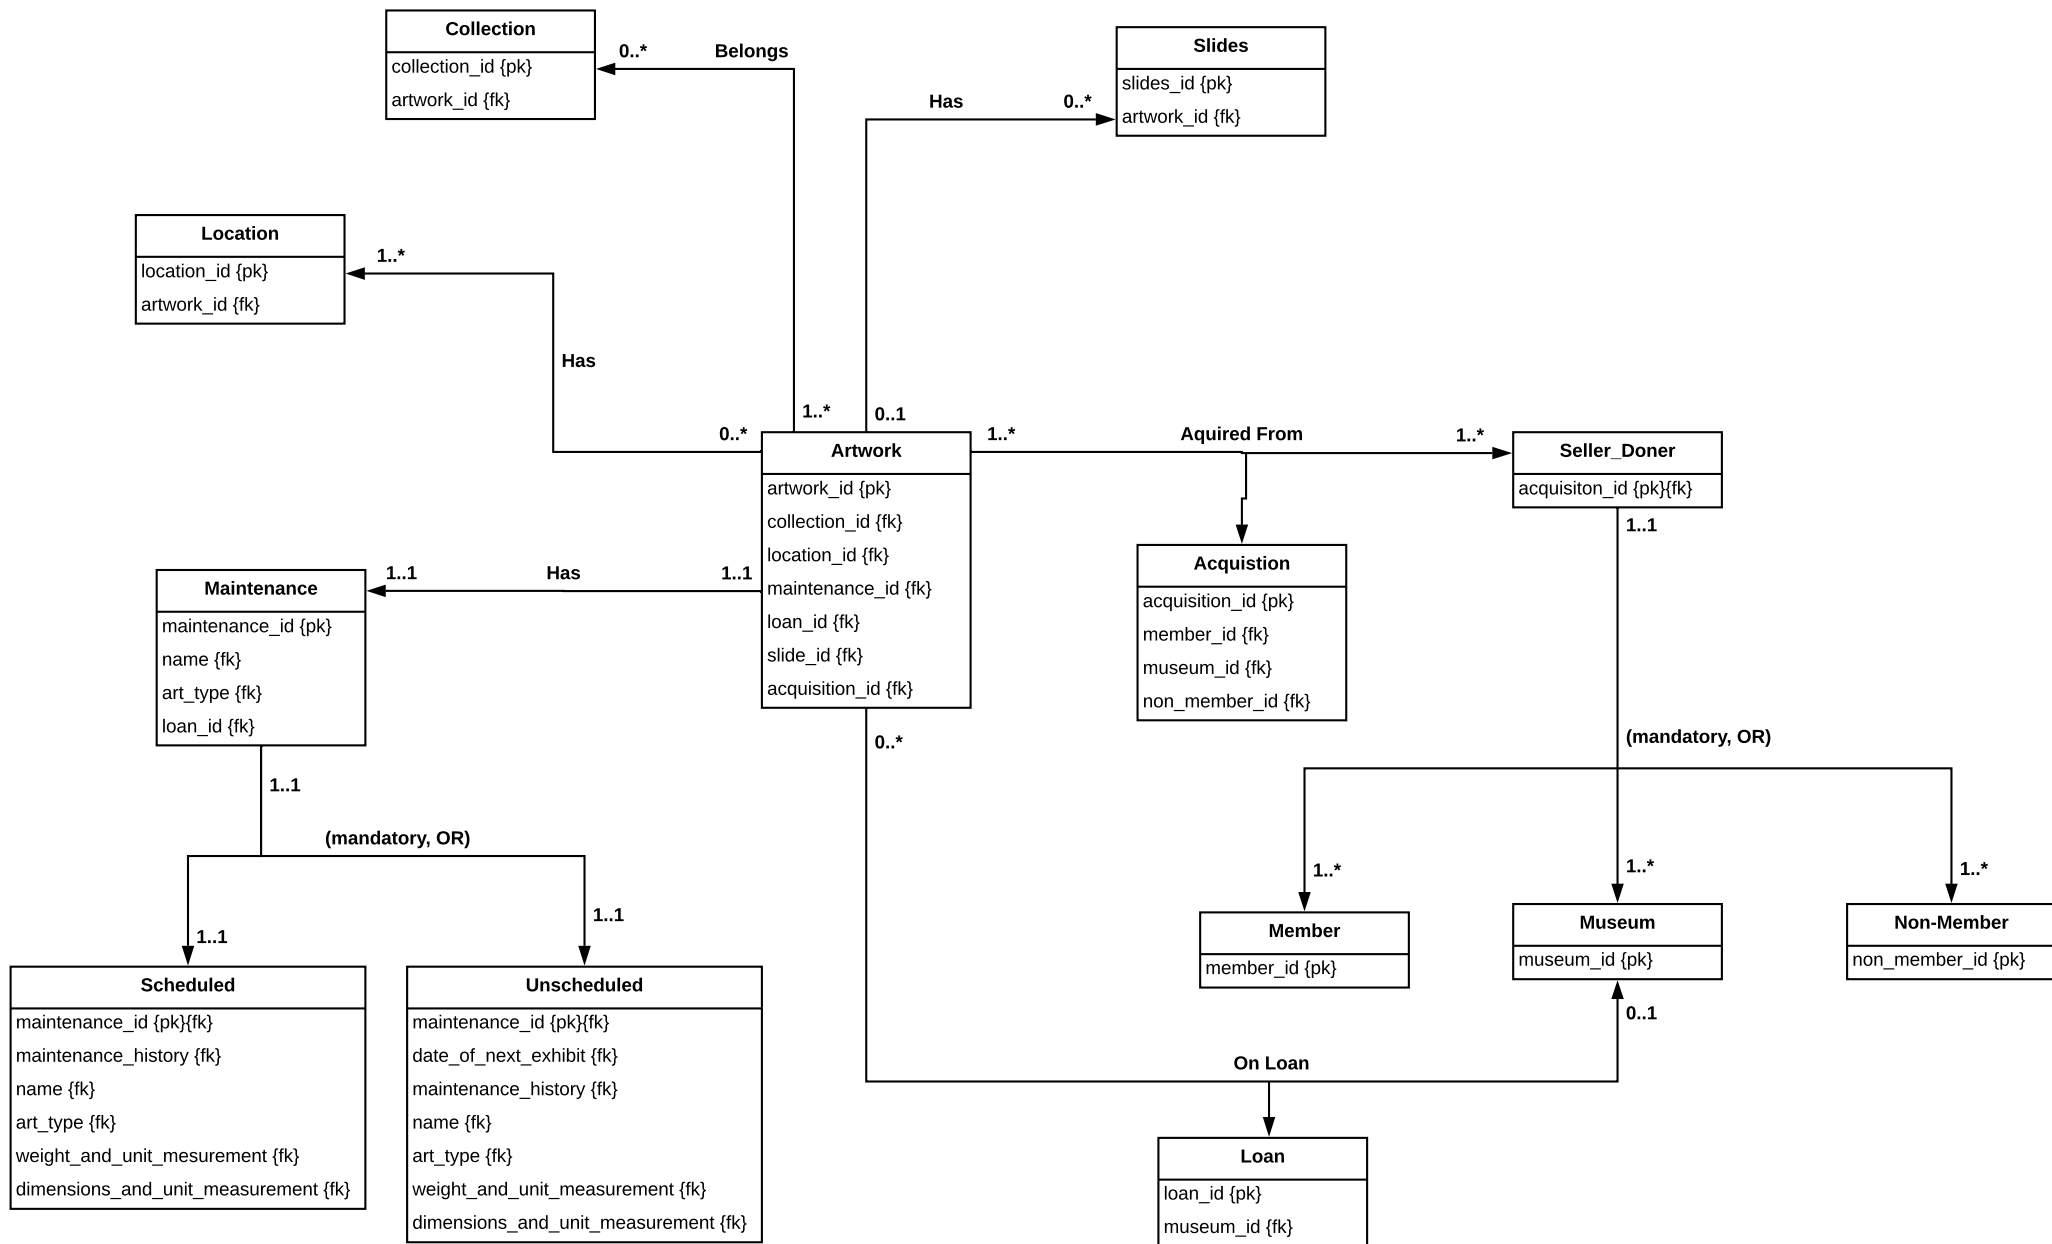 Collection
collection_id {pk}
artwork_id {fk}
0..*
Belongs
Slides
slides_id {pk}
artwork_id {fk}
Has
0..*
Location
location_id {pk}
artwork_id {fk}
1..*
Has
0..*
1..*
0..1
Artwork
artwork_id {pk}
collection_id {fk}
location_id {fk}
maintenance_id {fk}
loan_id {fk}
slide_id {fk}
acquisition_id {fk}
1..*
Aquired From
1..*
Seller_Doner
acquisiton_id {pk}{fk}
1..1
Acquistion
acquisition_id {pk}
member_id {fk}
museum_id {fk}
non_member_id {fk}
1..1
Has
1..1
Maintenance
maintenance_id {pk}
name {fk}
art_type {fk}
loan_id {fk}
1..1
(mandatory, OR)
1..1
1..1
Scheduled
maintenance_id {pk}{fk}
maintenance_history {fk}
name {fk}
art_type {fk}
weight_and_unit_mesurement {fk}
dimensions_and_unit_measurement {fk}
Unscheduled
maintenance_id {pk}{fk}
date_of_next_exhibit {fk}
maintenance_history {fk}
name {fk}
art_type {fk}
weight_and_unit_measurement {fk}
dimensions_and_unit_measurement {fk}
0..*
(mandatory, OR)
1..*
1..*
1..*
Member
member_id {pk}
Museum
museum_id {pk}
Non-Member
non_member_id {pk}
0..1
On Loan
Loan
loan_id {pk}
museum_id {fk}